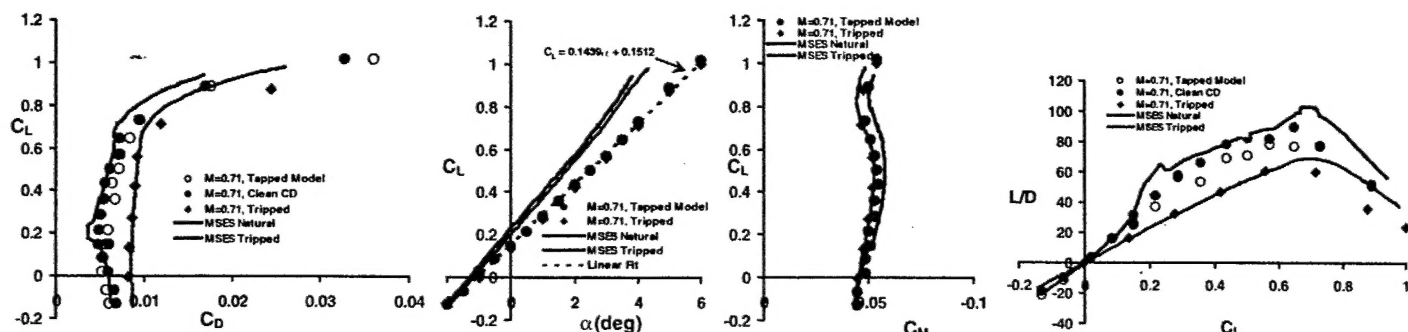 1.2
1
0.8
C_L
0.6
0.4
0.2
0
-0.2
M=0.71, Tapped Model
M=0.71, Clean CD
M=0.71, Tripped
MSES Natural
MSES Tripped
0 0.01 0.02 0.03 0.04
C_D
1.2
1
0.8
C_L
0.6
0.4
0.2
-0.2
C_L = 0.1439α + 0.1512
M=0.71, Tapped Model
M=0.71, Tripped
MSES Natural
MSES Tripped
Linear Fit
0 2 4 6
α(deg)
1.2
1
0.8
C_L
0.6
0.4
0.2
0
-0.2
M=0.71, Tapped Model
M=0.71, Tripped
MSES Natural
MSES Tripped
0.05 -0.1
C_M
120
100
80
60
L/D
40
20
0
-20
-40
M=0.71, Tapped Model
M=0.71, Clean CD
M=0.71, Tripped
MSES Natural
MSES Tripped
-0.2 0 0.2 0.4 0.6 0.8 1